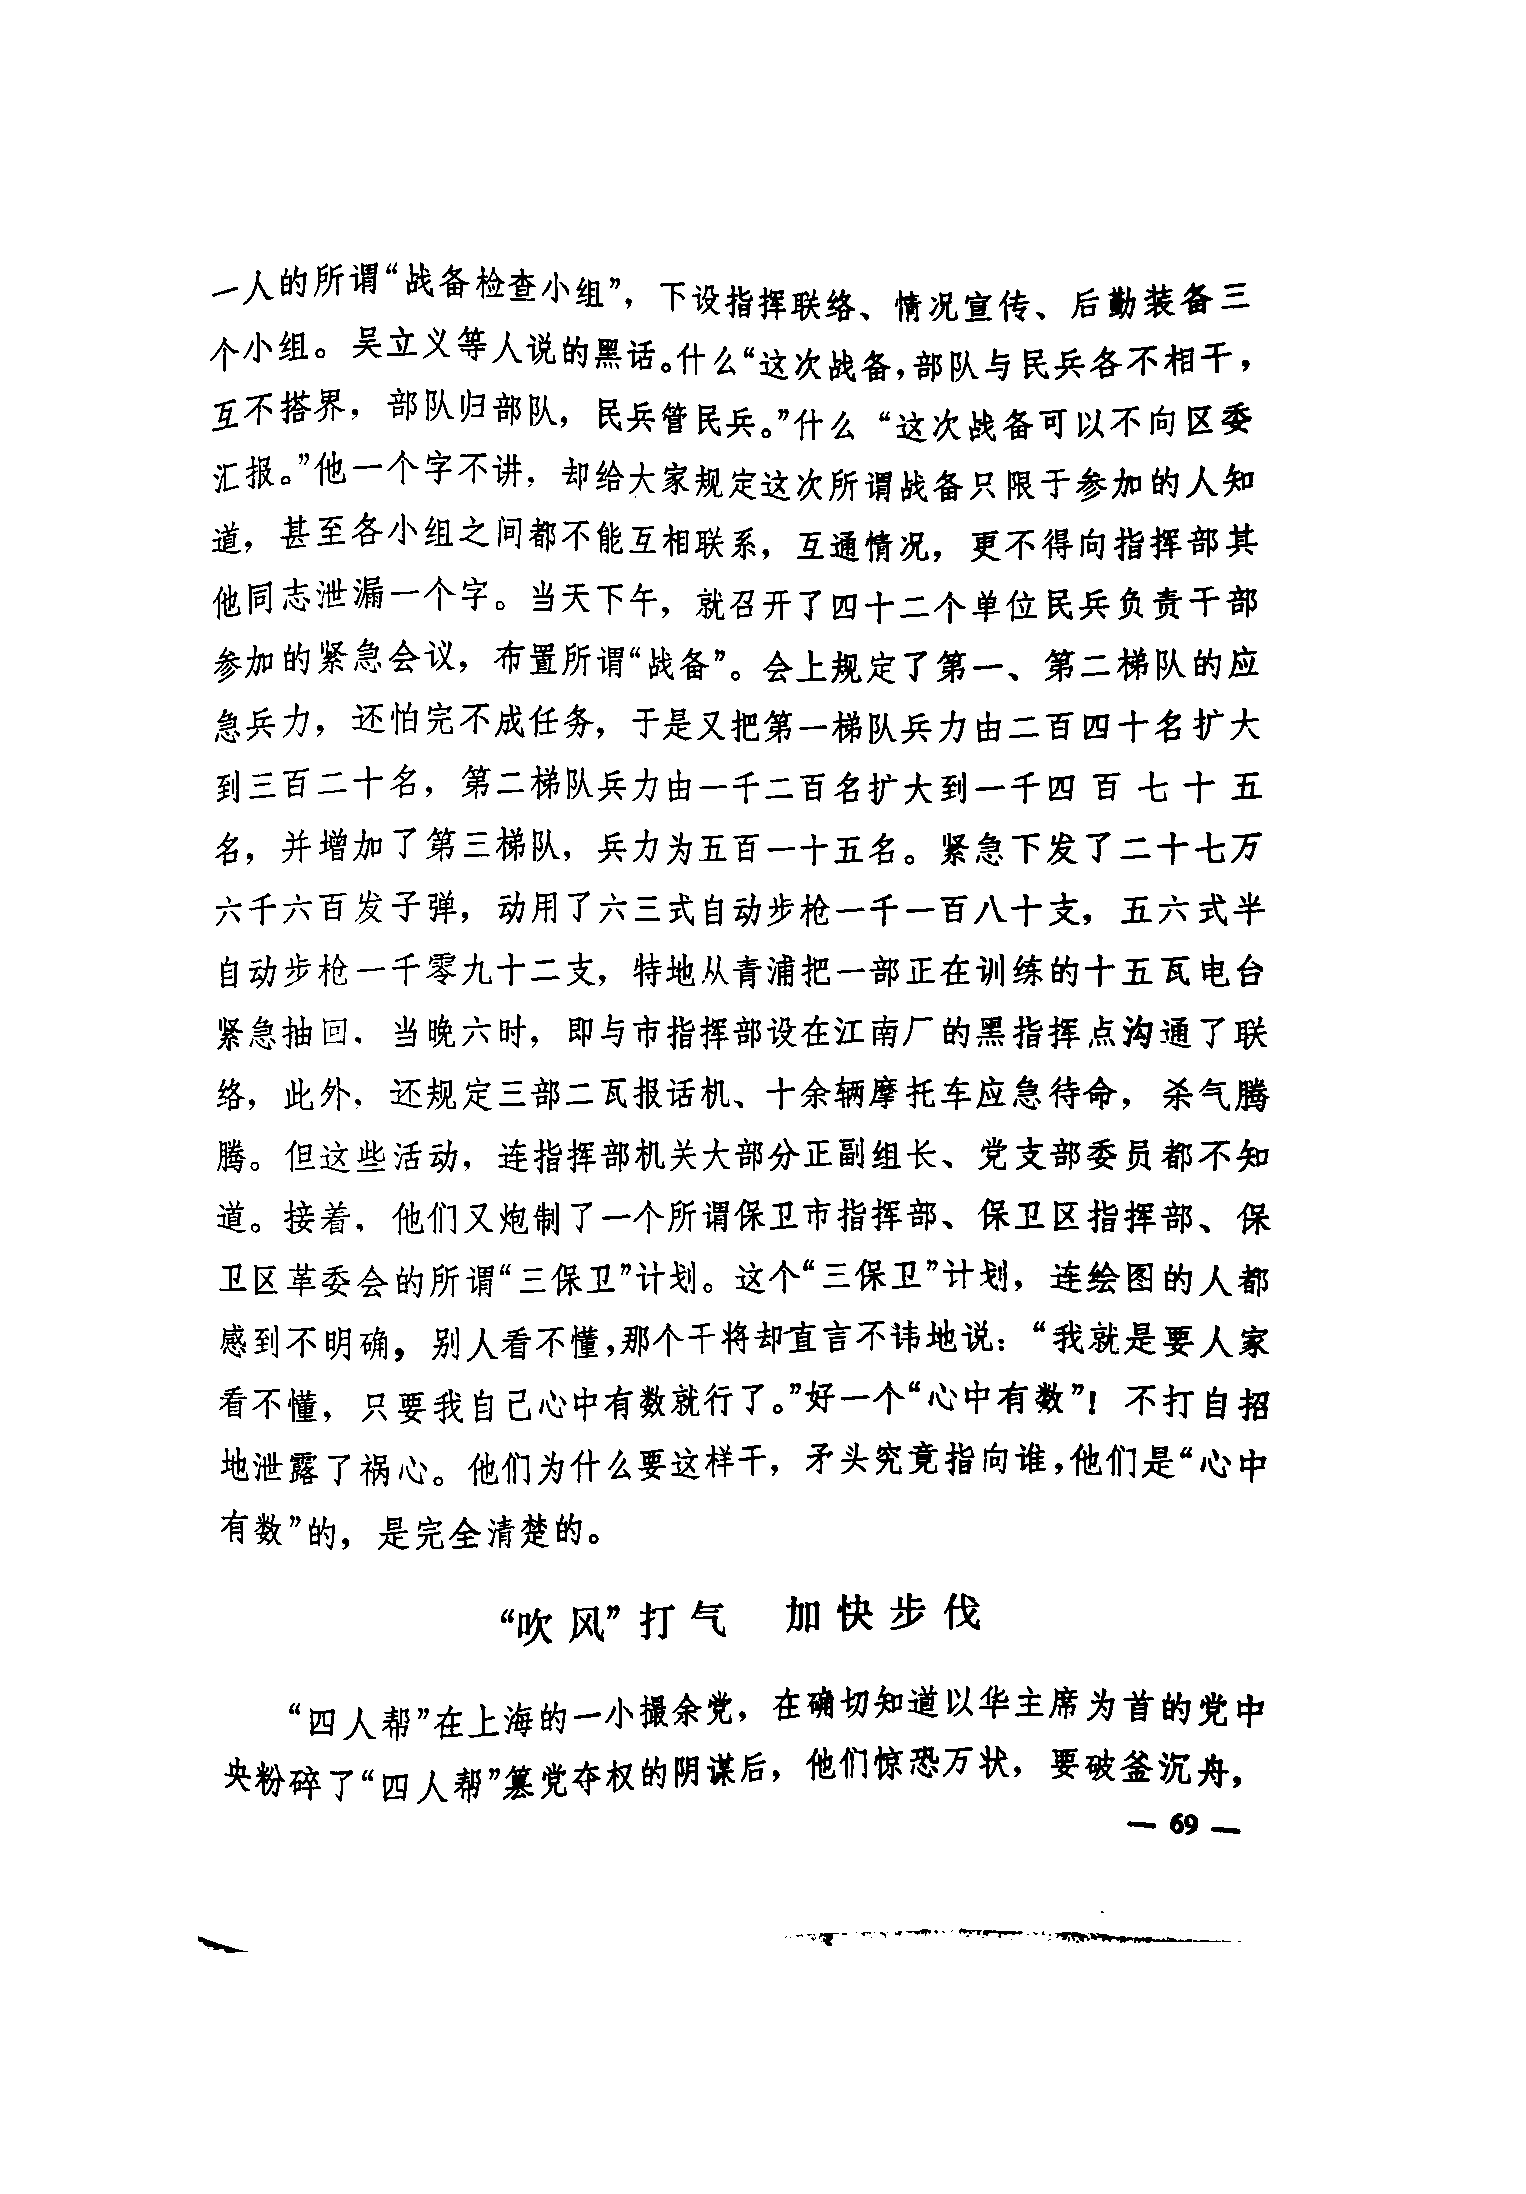 一人的所谓“战备检查小组”，下设指挥联络、情况宣传、后勤装备三
个小组。吴立义等人说的黑话。什么“这次战备，部队与民兵各不相干，
互不搭界，部队归部队，民兵管民兵。”什么“这次战备可以不向区委
汇报。”他一个字不讲，却给大家规定这次所谓战备只限于参加的人知
道，甚至各小组之间都不能互相联系，互通情况，更不得向指挥部其
他同志泄漏一个字。当天下午，就召开了四十二个单位民兵负责干部
参加的紧急会议，布置所谓“战备”。会上规定了第一、第二梯队的应
急兵力，还怕完不成任务，于是又把第一梯队兵力由二百四十名扩大
到三百二十名，第二梯队兵力由一千二百名扩大到一千四百七十五
名，并增加了第三梯队，兵力为五百一十五名。紧急下发了二十七万
六千六百发子弹，动用了六三式自动步枪一千一百八十支，五六式半
自动步枪一千零九十二支，特地从青浦把一部正在训练的十五瓦电台
紧急抽回，当晚六时，即与市指挥部设在江南厂的黑指挥点沟通了联
络，此外，还规定三部二瓦报话机、十余辆摩托车应急待命，杀气腾
腾。但这些活动，连指挥部机关大部分正副组长、党支部委员都不知
道。接着，他们又炮制了一个所谓保卫市指挥部、保卫区指挥部、保
卫区革委会的所谓“三保卫”计划。这个“三保卫”计划，连绘图的人都
感到不明确，别人看不懂，那个干将却直言不讳地说：“我就是要人家
看不懂，只要我自己心中有数就行了。”好一个“心中有数”！不打自招
地泄露了祸心。他们为什么要这样干，矛头究竟指向谁，他们是“心中
有数”的，是完全清楚的。
“吹风”打气 加快步伐
“四人帮”在上海的一小撮余党，在确切知道以华主席为首的党中
央粉碎了“四人帮”篡党夺权的阴谋后，他们惊恐万状，要破釜沉舟，
— 69 —